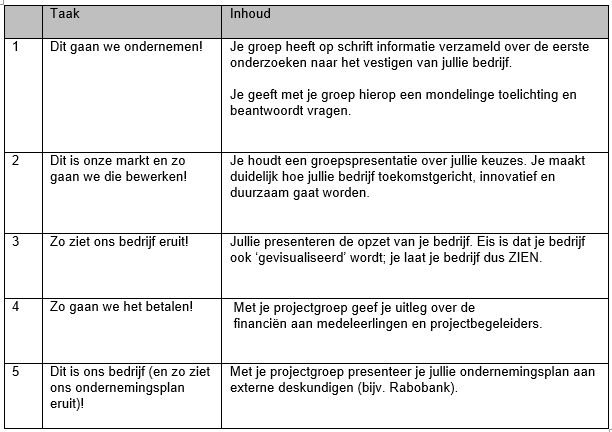 Taak Inhoud
1 Dit gaan we ondernemen! Je groep heeft op schrift informatie verzameld over de eerste
onderzoeken naar het vestigen van jullie bedrijf.
Je geeft met je groep hierop een mondelinge toelichting en
beantwoordt vragen.
2 Dit is onze markt en zo Je houdt een groepspresentatie over jullie keuzes. Je maakt
gaan we die bewerken! duidelijk hoe jullie bedrijf toekomstgericht, innovatief en
duurzaam gaat worden.
3 Zo ziet ons bedrijf eruit! Jullie presenteren de opzet van je bedrijf. Eis is dat je bedrijf
ook ‘gevisualiseerd’ wordt; je laat je bedrijf dus ZIEN.
4 Zo gaan we het betalen! Met je projectgroep geef je uitleg over de
financiën aan medeleerlingen en projectbegeleiders.
5 Dit is ons bedrijf (en zo ziet Met je projectgroep presenteer je jullie ondernemingsplan aan
ons ondernemingsplan externe deskundigen (bijv. Rabobank).
eruit)!